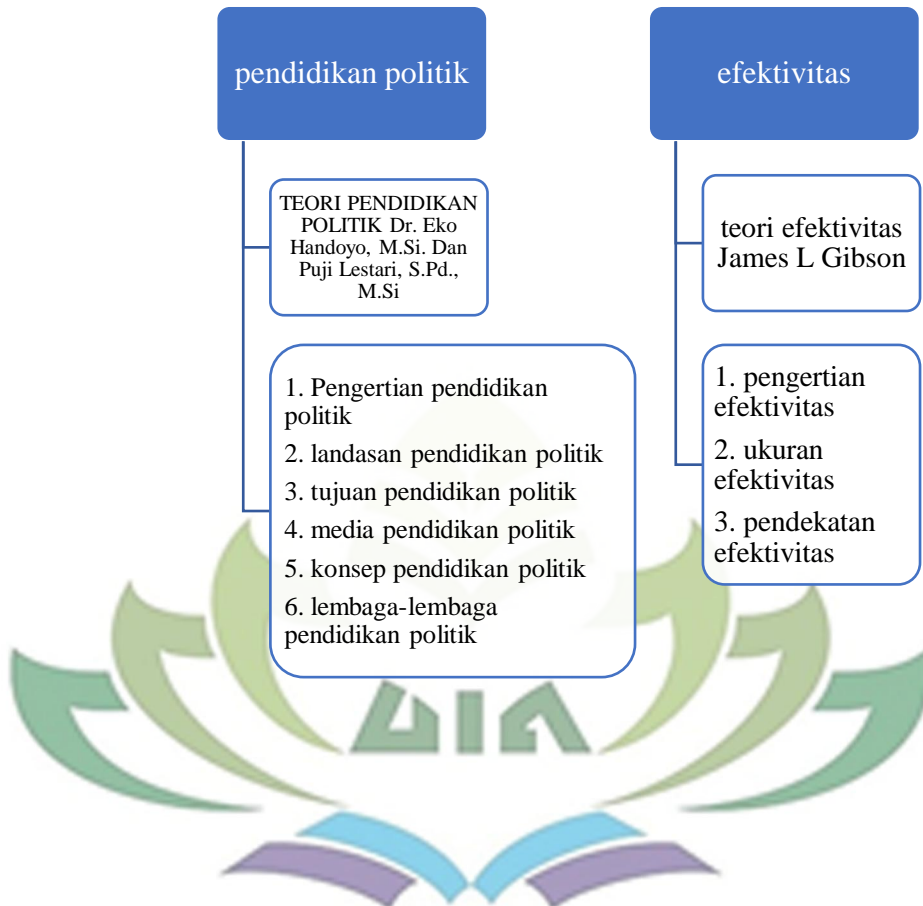 pendidikan politik
TEORI PENDIDIKAN
POLITIK Dr. Eko
Handoyo, M.Si. Dan
Puji Lestari, S.Pd.,
M.Si
1. Pengertian pendidikan
politik
2. landasan pendidikan politik
3. tujuan pendidikan politik
4. media pendidikan politik
5. konsep pendidikan politik
6. lembaga-lembaga
pendidikan politik
efektivitas
teori efektivitas
James L Gibson
1. pengertian
efektivitas
2. ukuran
efektivitas
3. pendekatan
efektivitas
UIN